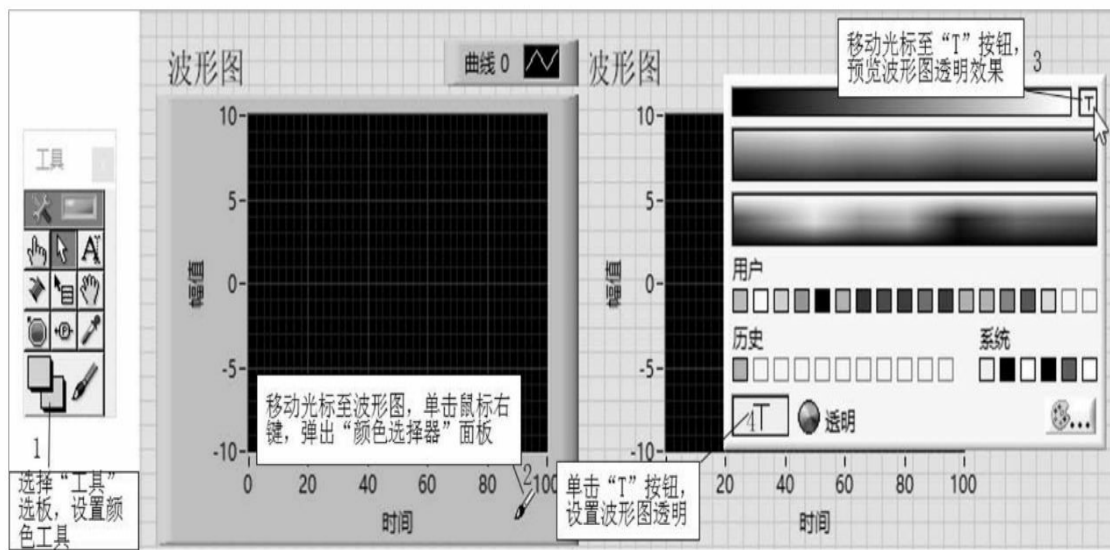 工具
1
选择“工具”
选板，设置颜
色工具
波形图
曲线 0
10
5
0
-5
-10
幅值
0
20
40
60
80
100
时间
移动光标至波形图，单击鼠标右
键，弹出“颜色选择器”面板
2
波形图
10
5
0
-5
-10
幅值
20
40
60
80
100
时间
移动光标至“T”按钮，
预览波形图透明效果
3
T
用户
历史
系统
4T
透明
...
单击“T”按钮，
设置波形图透明